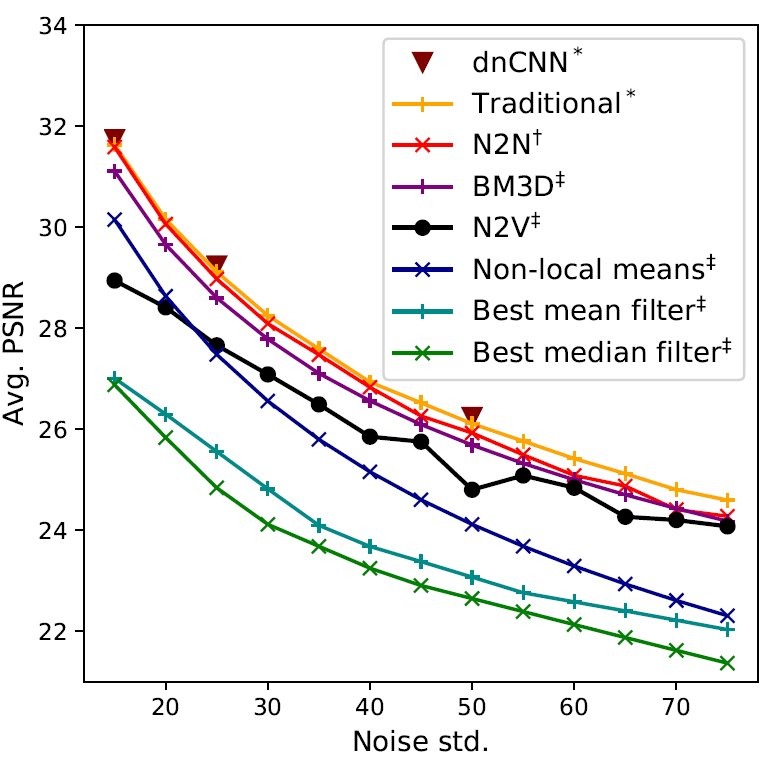 34
32
30
28
26
24
22
Avg. PSNR
dnCNN*
Traditional*
N2N†
BM3D‡
N2V‡
Non-local means‡
Best mean filter‡
Best median filter‡
20 30 40 50 60 70
Noise std.